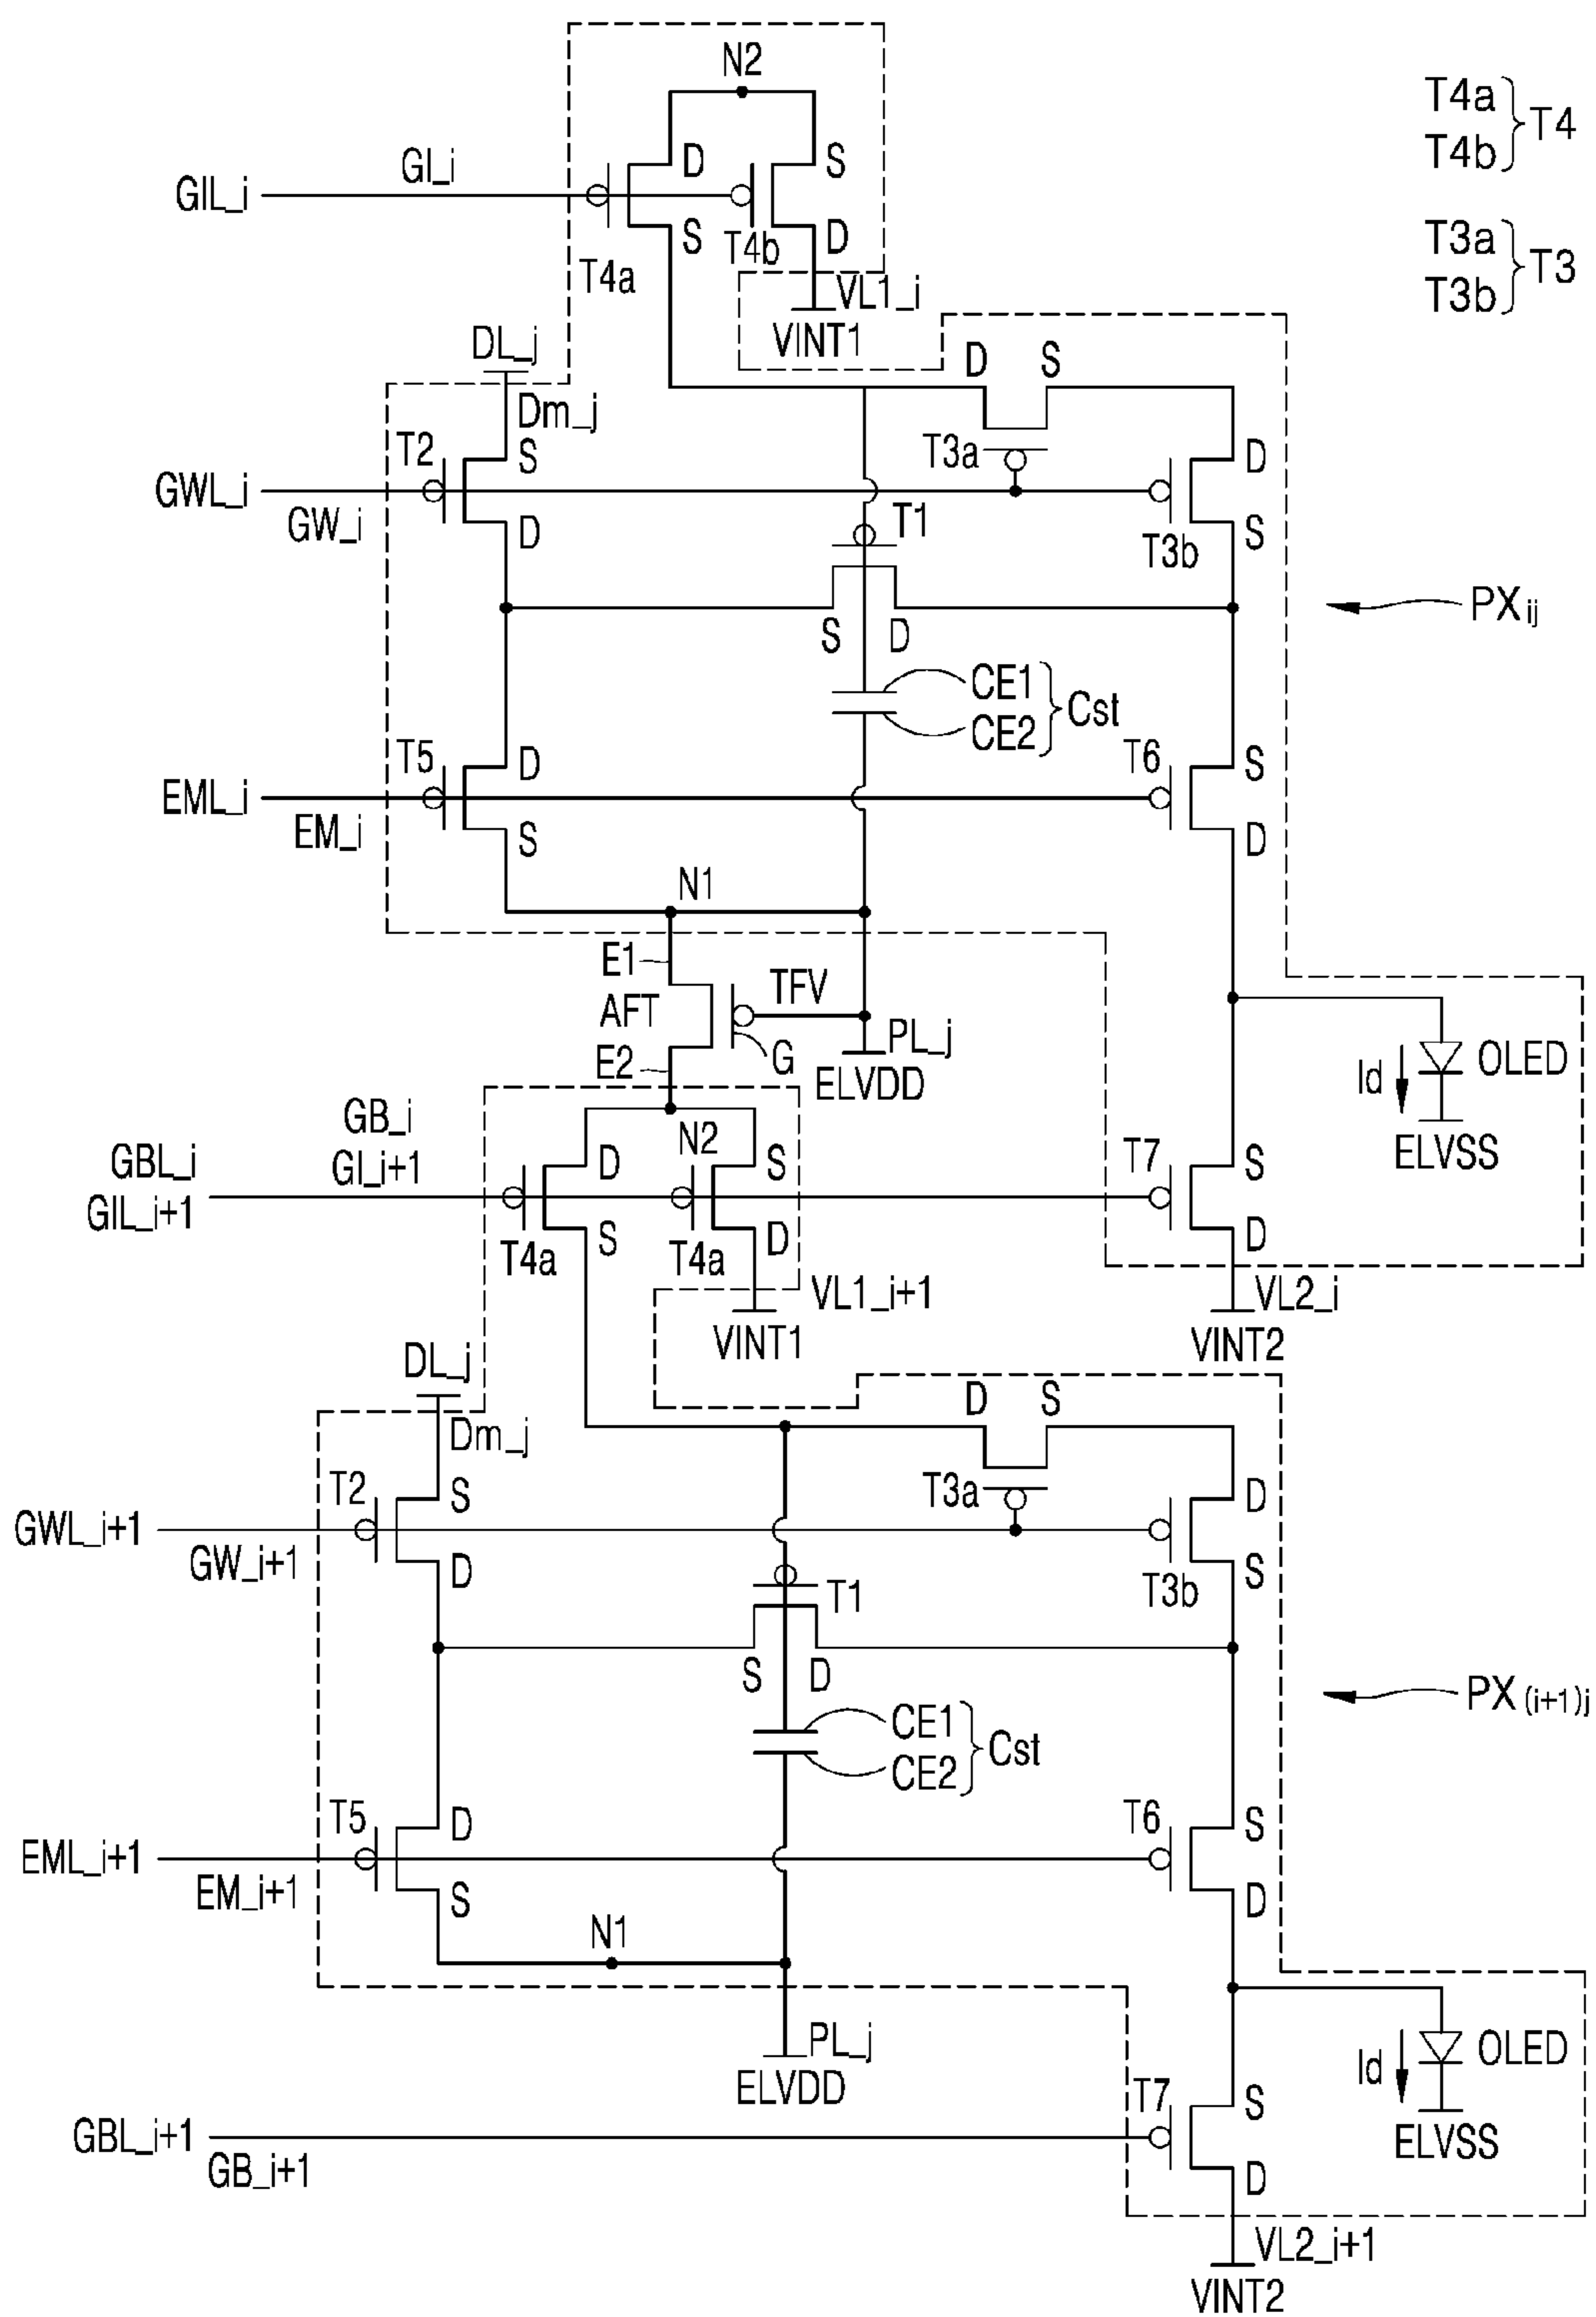 N2
T4a
T4b
T4
T3a
T3b
T3
GIL_i
GI_i
D
S
S
D
T4a
T4b
VL1_i
VINT1
DL_j
Dm_j
D
S
T2
S
T3a
D
GWL_i
GW_i
D
T1
T3b
S
S
D
PXij
CE1
CE2
Cst
T5
D
T6
S
EML_i
EM_i
S
D
N1
E1
AFT
TFV
E2
G
PL_j
ELVDD
Id
OLED
ELVSS
GB_i
GI_i+1
GBL_i
GIL_i+1
D
N2
S
T7
S
T4a
S
T4a
D
D
VL1_i+1
VL2_i
VINT1
VINT2
DL_j
Dm_j
D
S
T2
S
T3a
D
GWL_i+1
GW_i+1
D
T1
T3b
S
S
D
PX(i+1)j
CE1
CE2
Cst
T5
D
T6
S
EML_i+1
EM_i+1
S
D
N1
PL_j
ELVDD
Id
OLED
T7
S
GBL_i+1
GB_i+1
ELVSS
D
VL2_i+1
VINT2